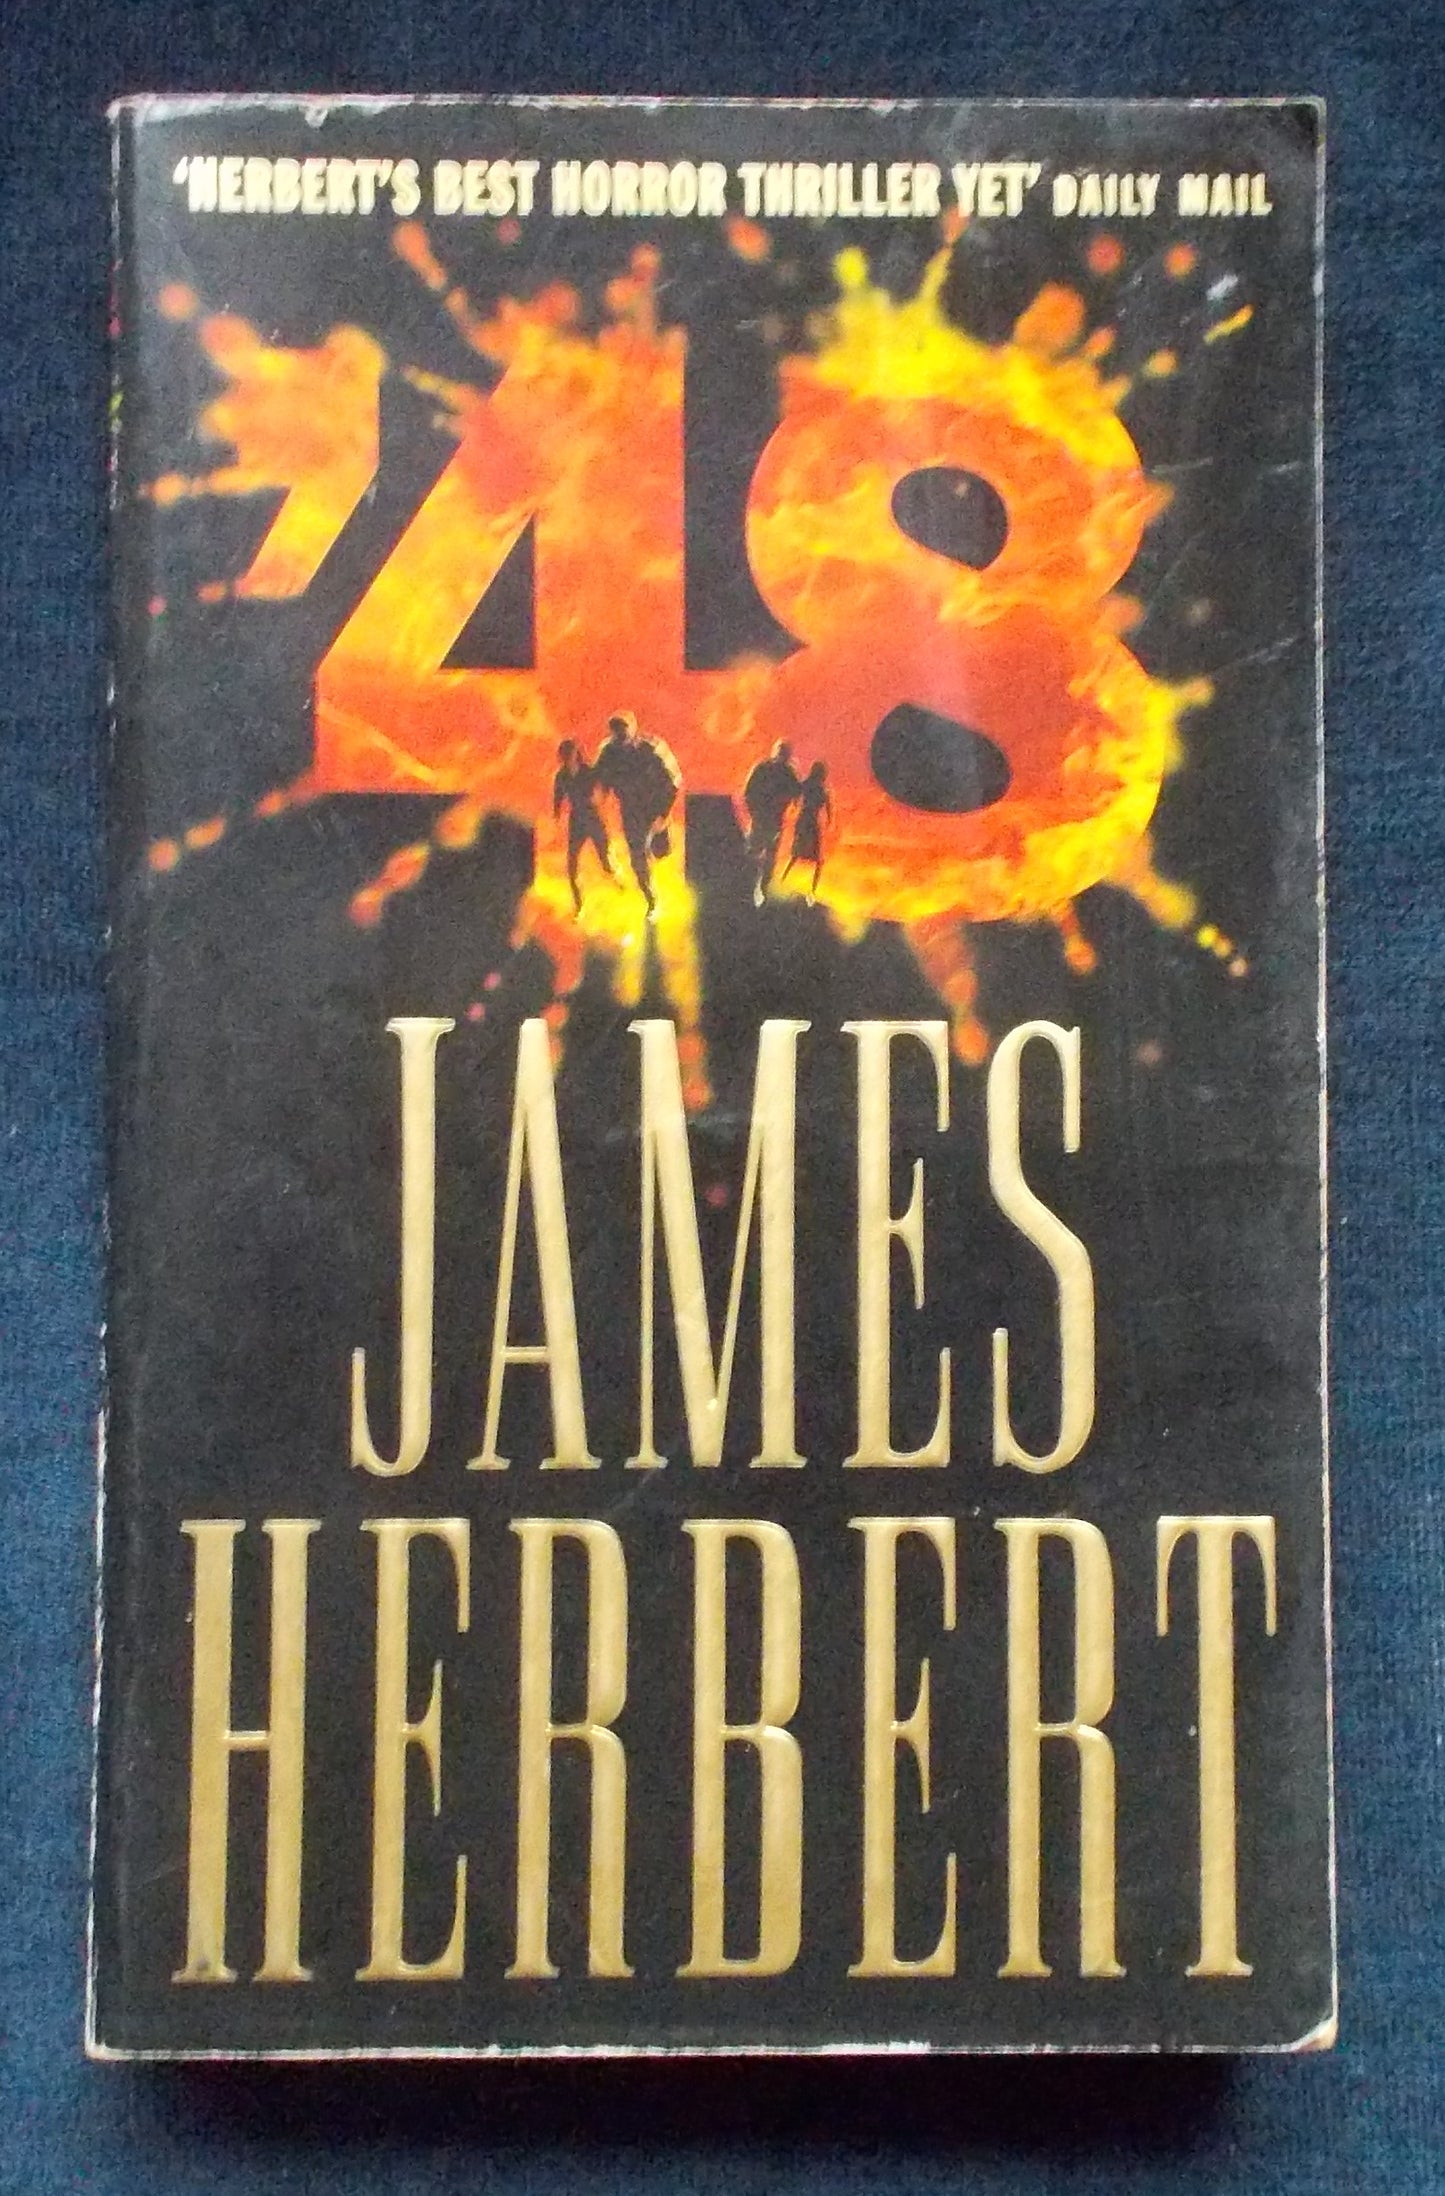 'HERBERT'S BEST HORROR THRILLER YET' DAILY MAIL
'48
JAMES
HERBERT